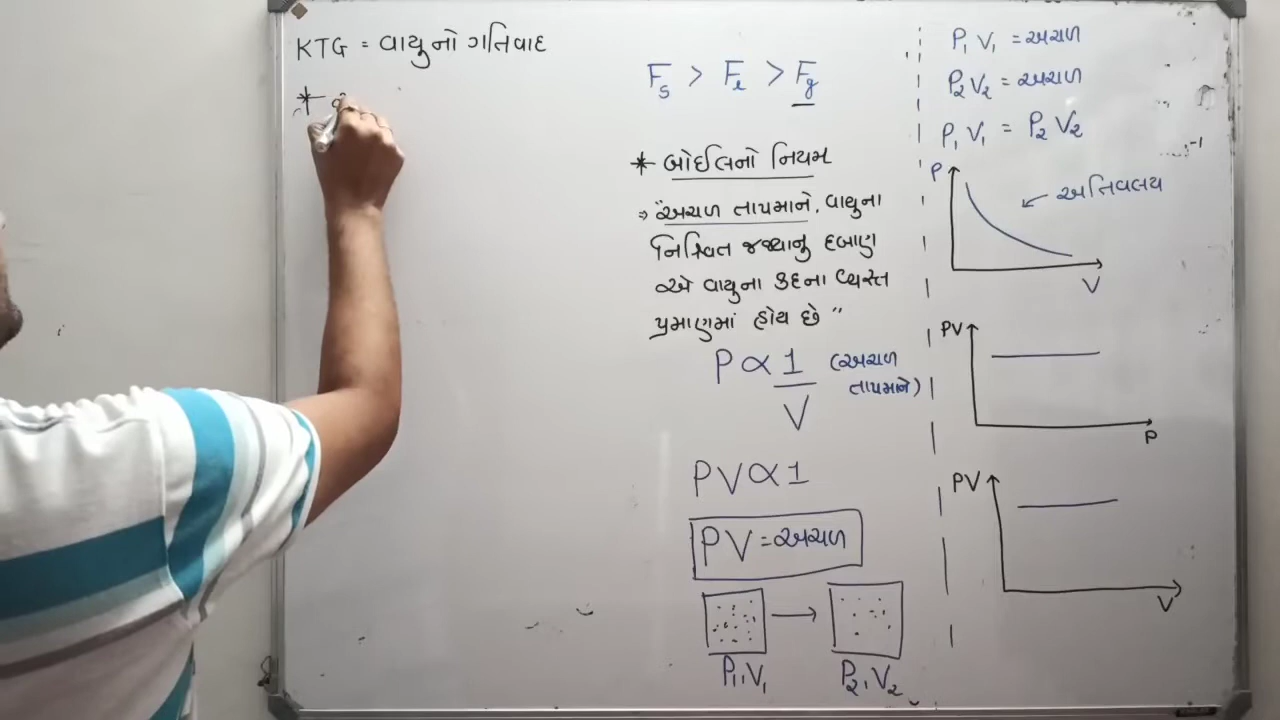 KTG = વાયુનો ગતિવાદ
*
F_s > F_l > F_g
* બોઈલનો નિયમ
⇒ "અચળ તાપમાને, વાયુના
નિશ્ચિત જથ્થાનું દબાણ
એ વાયુના કદના વ્યસ્ત
પ્રમાણમાં હોય છે"
P ∝ 1/V (અચળ તાપમાને)
PV ∝ 1
PV = અચળ
P₁, V₁ → P₂, V₂
P₁ V₁ = અચળ
P₂ V₂ = અચળ
P₁ V₁ = P₂ V₂
P
← અતિવલય
V
PV
P
PV
V